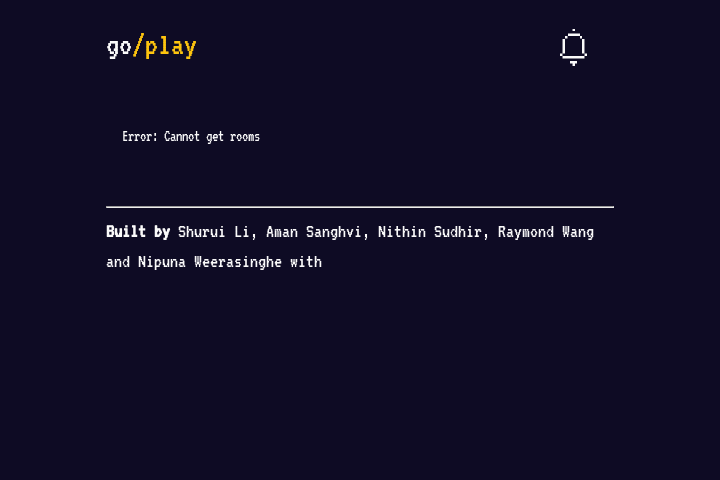 go/play
Error: Cannot get rooms
Built by Shurui Li, Aman Sanghvi, Nithin Sudhir, Raymond Wang
and Nipuna Weerasinghe with